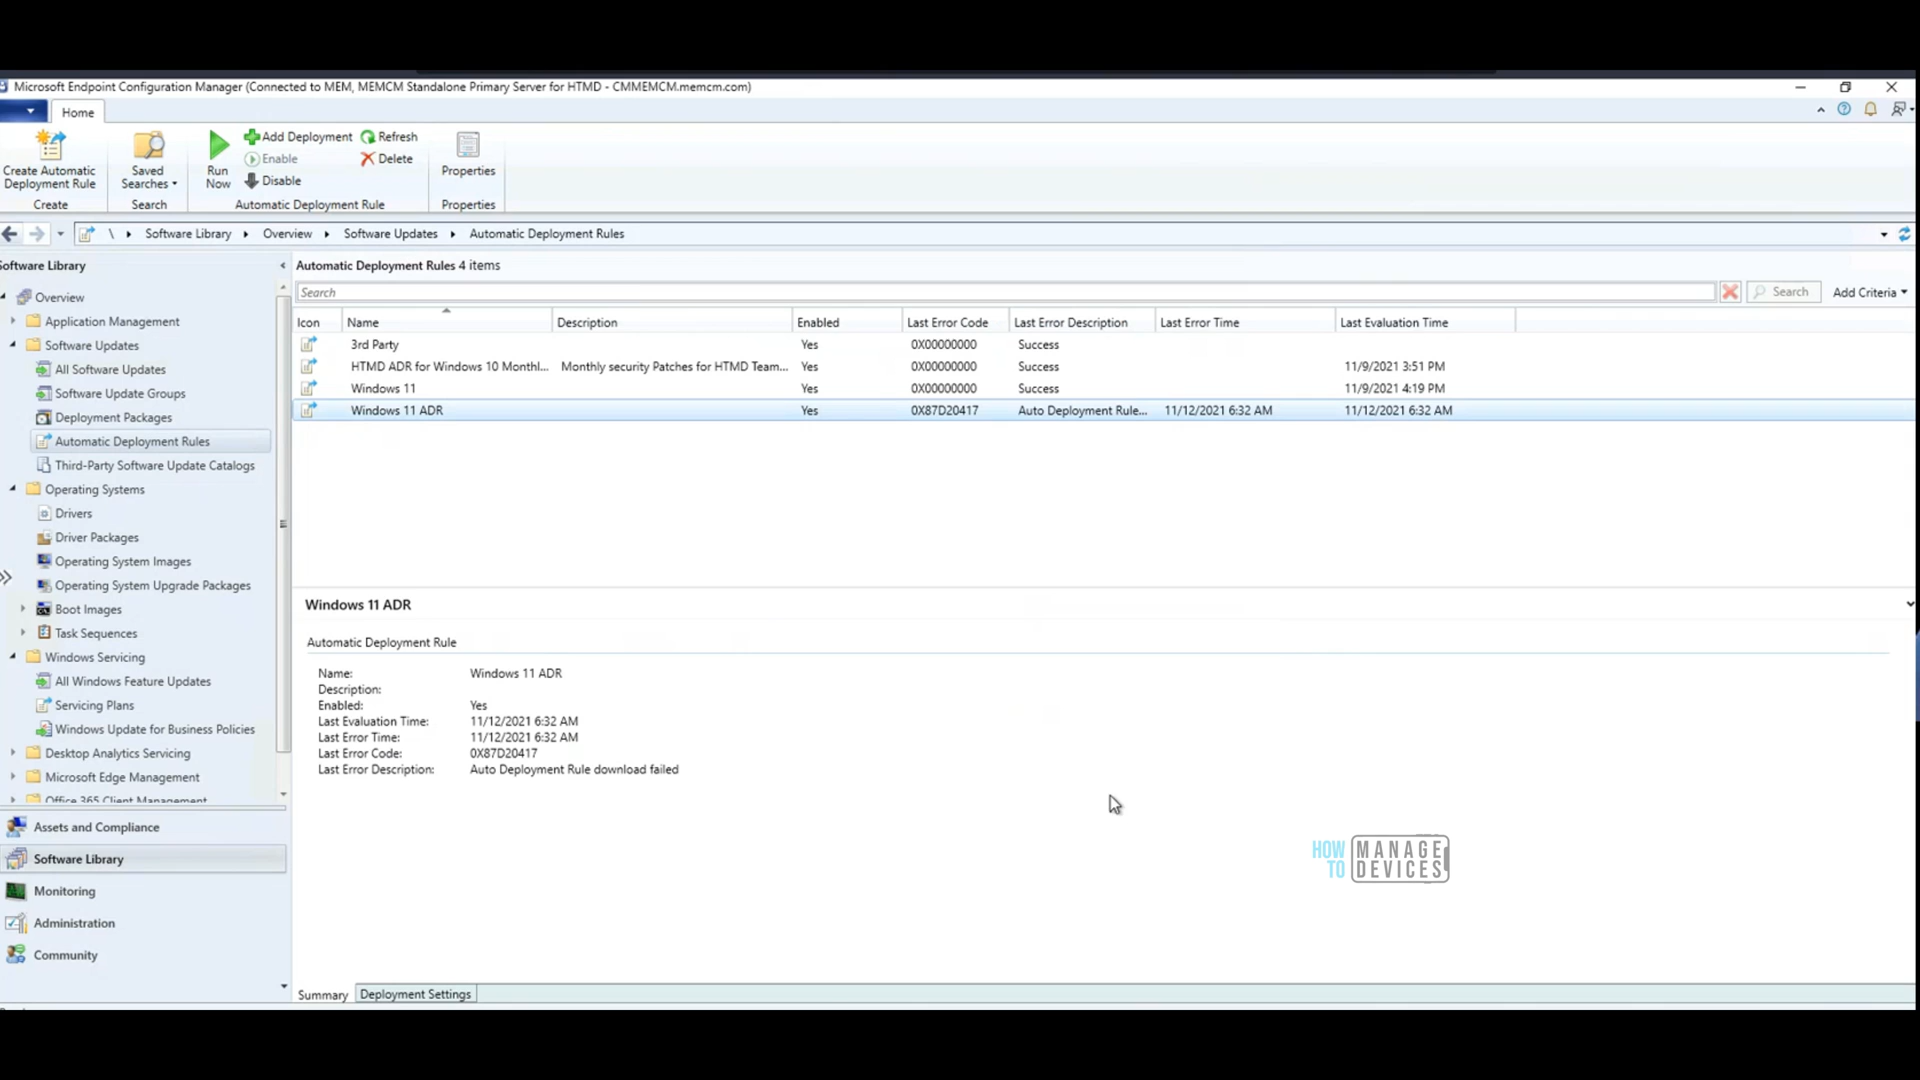 Microsoft Endpoint Configuration Manager (Connected to MEM, MEMCM Standalone Primary Server for HTMD - CMMEMCM.memcm.com)
Home
Create Automatic Deployment Rule
Saved Searches
Run Now
Add Deployment
Enable
Disable
Refresh
Delete
Properties
Create
Search
Automatic Deployment Rule
Properties
\ Software Library Overview Software Updates Automatic Deployment Rules
Software Library
Overview
Application Management
Software Updates
All Software Updates
Software Update Groups
Deployment Packages
Automatic Deployment Rules
Third-Party Software Update Catalogs
Operating Systems
Drivers
Driver Packages
Operating System Images
Operating System Upgrade Packages
Boot Images
Task Sequences
Windows Servicing
All Windows Feature Updates
Servicing Plans
Windows Update for Business Policies
Desktop Analytics Servicing
Microsoft Edge Management
Office 365 Client Management
Assets and Compliance
Software Library
Monitoring
Administration
Community
Automatic Deployment Rules 4 items
Search Search Add Criteria
Icon Name Description Enabled Last Error Code Last Error Description Last Error Time Last Evaluation Time
3rd Party Yes 0X00000000 Success
HTMD ADR for Windows 10 Monthl... Monthly security Patches for HTMD Team... Yes 0X00000000 Success 11/9/2021 3:51 PM
Windows 11 Yes 0X00000000 Success 11/9/2021 4:19 PM
Windows 11 ADR Yes 0X87D20417 Auto Deployment Rule... 11/12/2021 6:32 AM 11/12/2021 6:32 AM
Windows 11 ADR
Automatic Deployment Rule
Name: Windows 11 ADR
Description:
Enabled: Yes
Last Evaluation Time: 11/12/2021 6:32 AM
Last Error Time: 11/12/2021 6:32 AM
Last Error Code: 0X87D20417
Last Error Description: Auto Deployment Rule download failed
HOW TO MANAGE DEVICES
Summary Deployment Settings